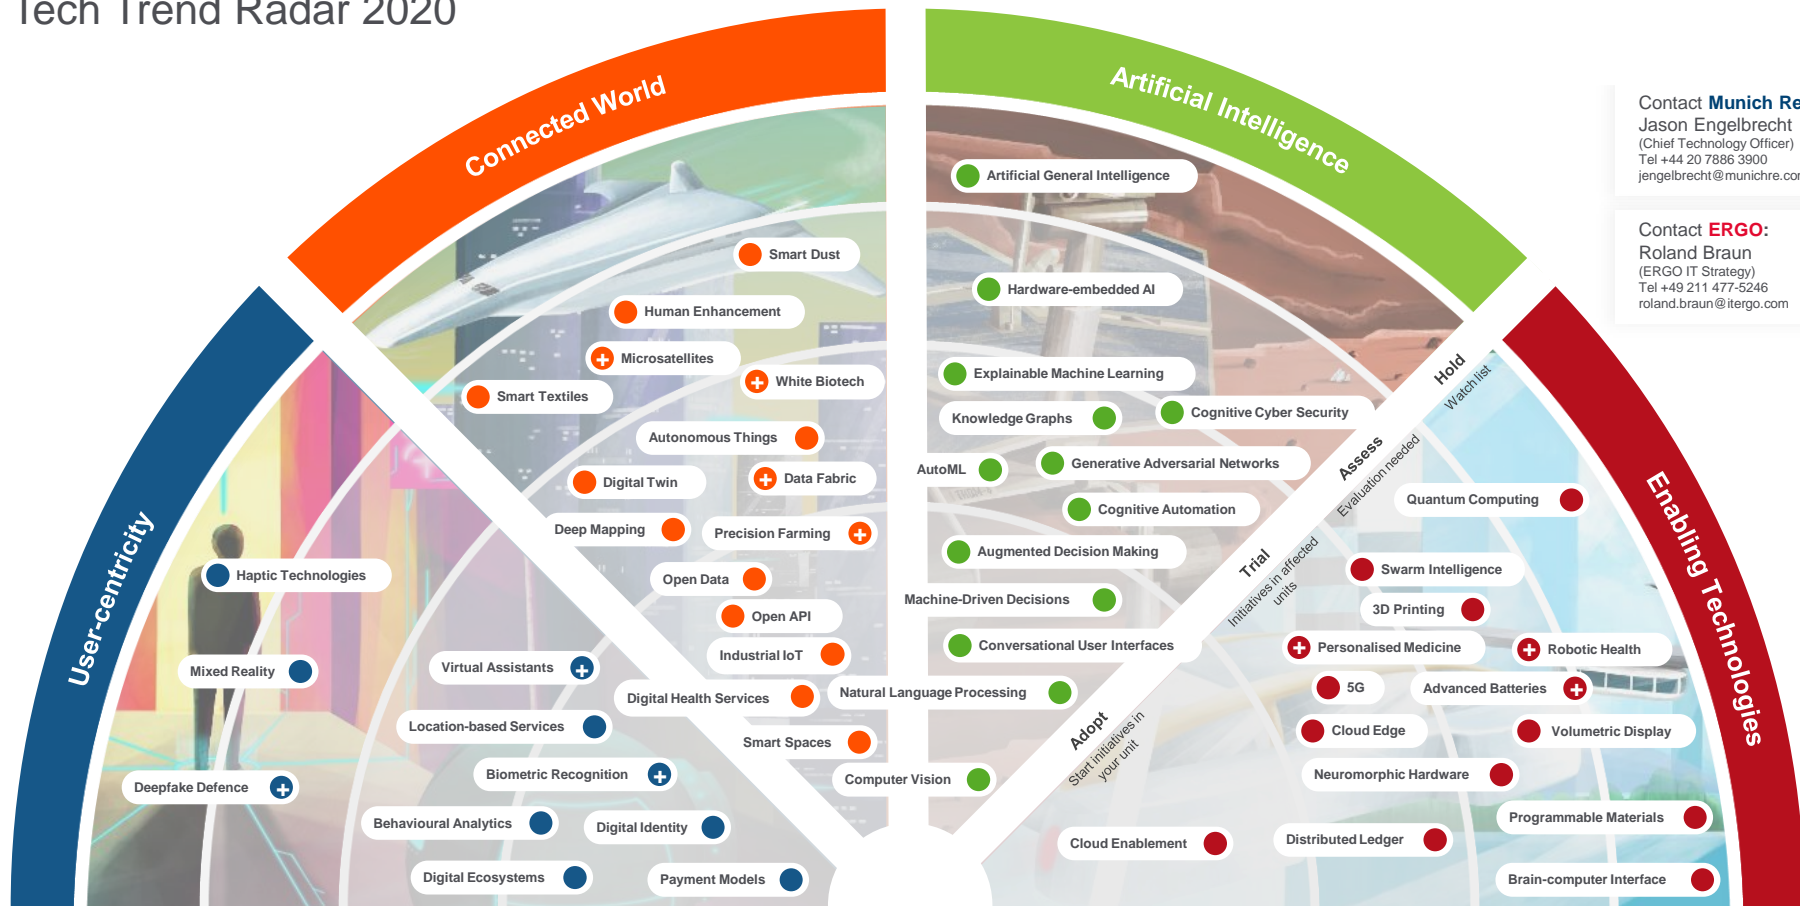 Tech Trend Radar 2020
Connected World
Artificial Intelligence
User-centricity
Enabling Technologies
Contact Munich Re
Jason Engelbrecht
(Chief Technology Officer)
Tel +44 20 7886 3900
jengelbrecht@munichre.com
Contact ERGO:
Roland Braun
(ERGO IT Strategy)
Tel +49 211 477-5246
roland.braun@itergo.com
Haptic Technologies
Mixed Reality
Virtual Assistants
Location-based Services
Deepfake Defence
Biometric Recognition
Behavioural Analytics
Digital Identity
Digital Ecosystems
Payment Models
Smart Dust
Human Enhancement
Microsatellites
White Biotech
Smart Textiles
Autonomous Things
Digital Twin
Data Fabric
Deep Mapping
Precision Farming
Open Data
Open API
Industrial IoT
Digital Health Services
Smart Spaces
Artificial General Intelligence
Hardware-embedded AI
Explainable Machine Learning
Knowledge Graphs
Cognitive Cyber Security
AutoML
Generative Adversarial Networks
Cognitive Automation
Augmented Decision Making
Machine-Driven Decisions
Conversational User Interfaces
Natural Language Processing
Computer Vision
Hold
Watch list
Assess
Evaluation needed
Trial
Initiatives in affected
units
Adopt
Start initiatives in
your unit
Quantum Computing
Swarm Intelligence
3D Printing
Personalised Medicine
Robotic Health
5G
Advanced Batteries
Cloud Edge
Volumetric Display
Neuromorphic Hardware
Programmable Materials
Cloud Enablement
Distributed Ledger
Brain-computer Interface